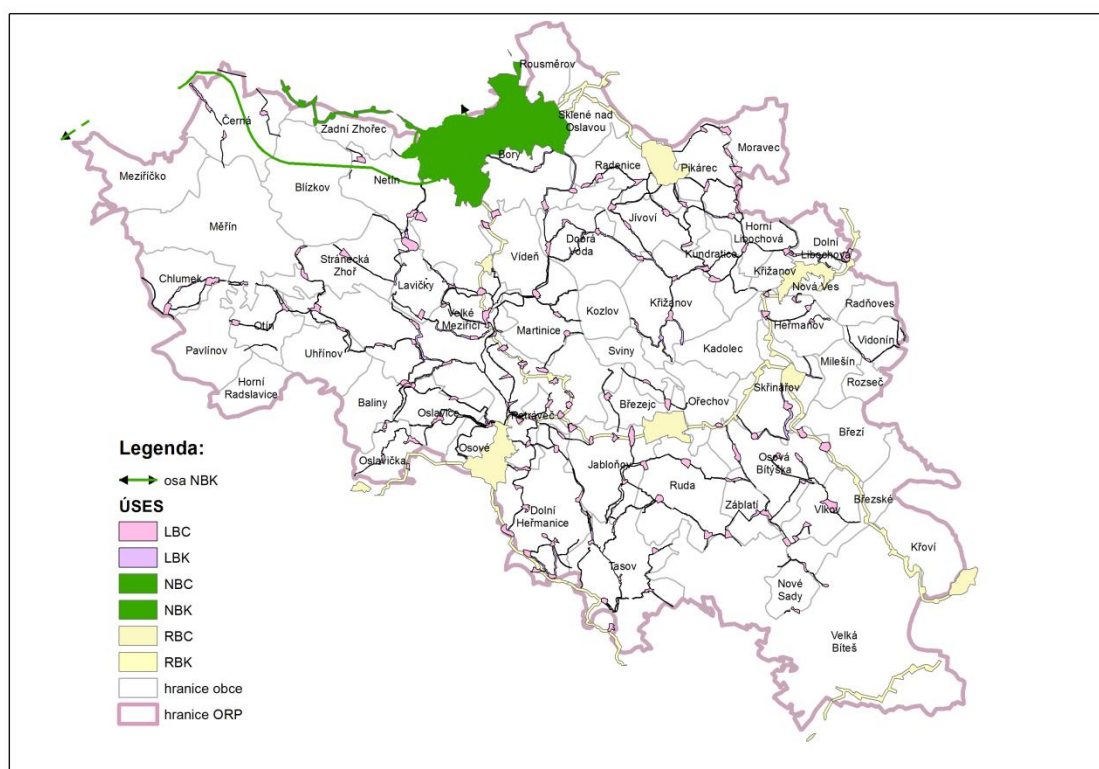 Rousměrov
Sklené nad
Oslavou
Černá
Zadní Zhořec
Bory
Moravec
Meziříčko
Radenice
Pikárec
Blízkov
Netín
Jívoví
Měřín
Horní
Libochová
Dobrá
Voda
Dolní
Libochová
Vídeň
Stránecká
Zhoř
Kundratice
Křižanov
Chlumek
Lavičky
Nová Ves
Radňoves
Křižanov
Velké
Meziříčí
Kozlov
Otín
Martinice
Heřmanov
Vidonín
Pavlínov
Uhřínov
Sviny
Kadolec
Milešín
Horní
Radslavice
Skřinářov
Rozseč
Baliny
Březejc
Ořechov
Oslavice
Petráveč
Březí
Osové
Oslavička
Jabloňov
Osová
Bítýška
Ruda
Záblatí
Vlkov
Březské
Dolní
Heřmanice
Křoví
Tasov
Nové
Sady
Velká
Bíteš
Legenda:
osa NBK
ÚSES
LBC
LBK
NBC
NBK
RBC
RBK
hranice obce
hranice ORP